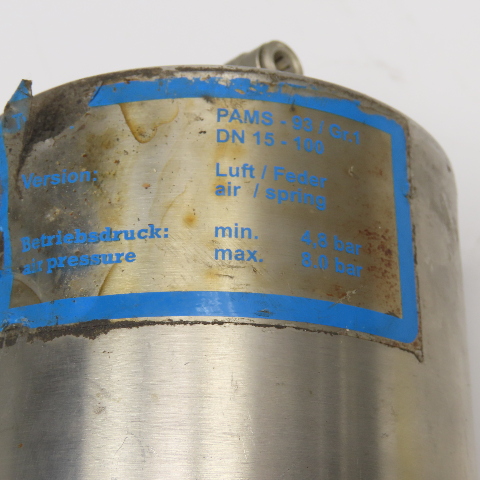 PAMS - 93 / Gr.1
DN 15 - 100
Version: Luft / Feder
air / spring
Betriebsdruck: min. 4,8 bar
air pressure max. 8.0 bar